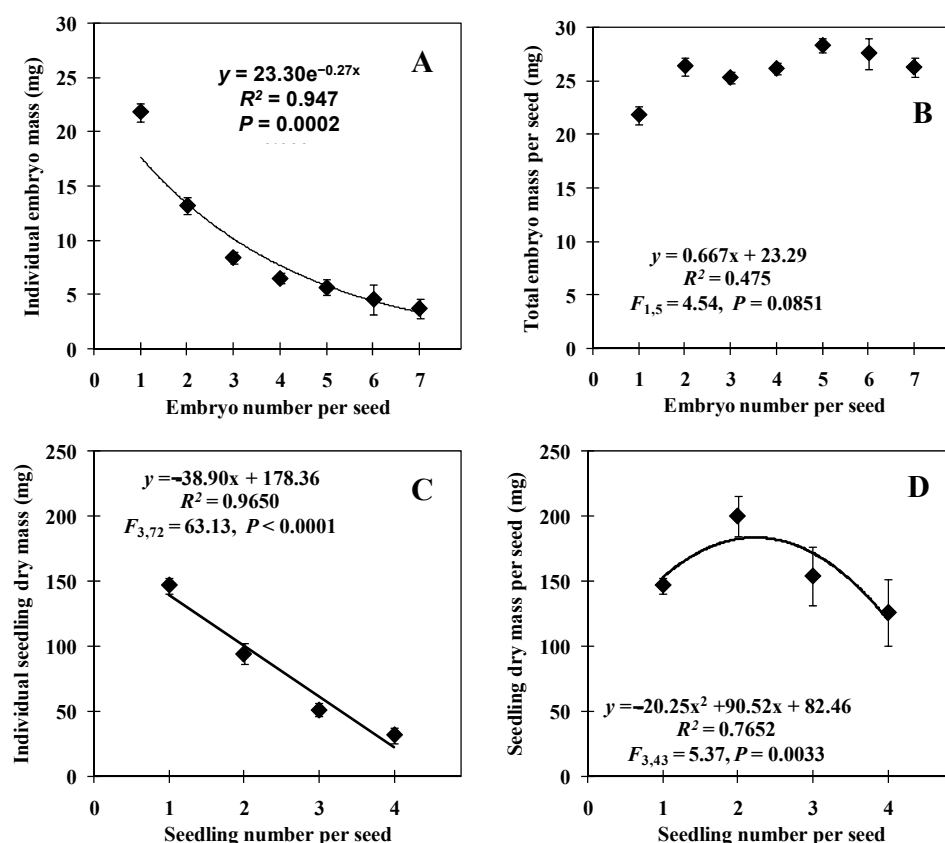 30
25
20
15
10
5
0
Individual embryo mass (mg)
A
y = 23.30e⁻⁰·²⁷ˣ
R² = 0.947
P = 0.0002
0 1 2 3 4 5 6 7
Embryo number per seed
30
25
20
15
10
5
0
Total embryo mass per seed (mg)
B
y = 0.667x + 23.29
R² = 0.475
F₁,₅ = 4.54, P = 0.0851
0 1 2 3 4 5 6 7
Embryo number per seed
250
200
150
100
50
0
Individual seedling dry mass (mg)
y =–38.90x + 178.36
C
R² = 0.9650
F₃,₇₂ = 63.13, P < 0.0001
0 1 2 3 4
Seedling number per seed
250
200
150
100
50
0
Seedling dry mass per seed (mg)
D
y =–20.25x² +90.52x + 82.46
R² = 0.7652
F₃,₄₃ = 5.37, P = 0.0033
0 1 2 3 4
Seedling number per seed